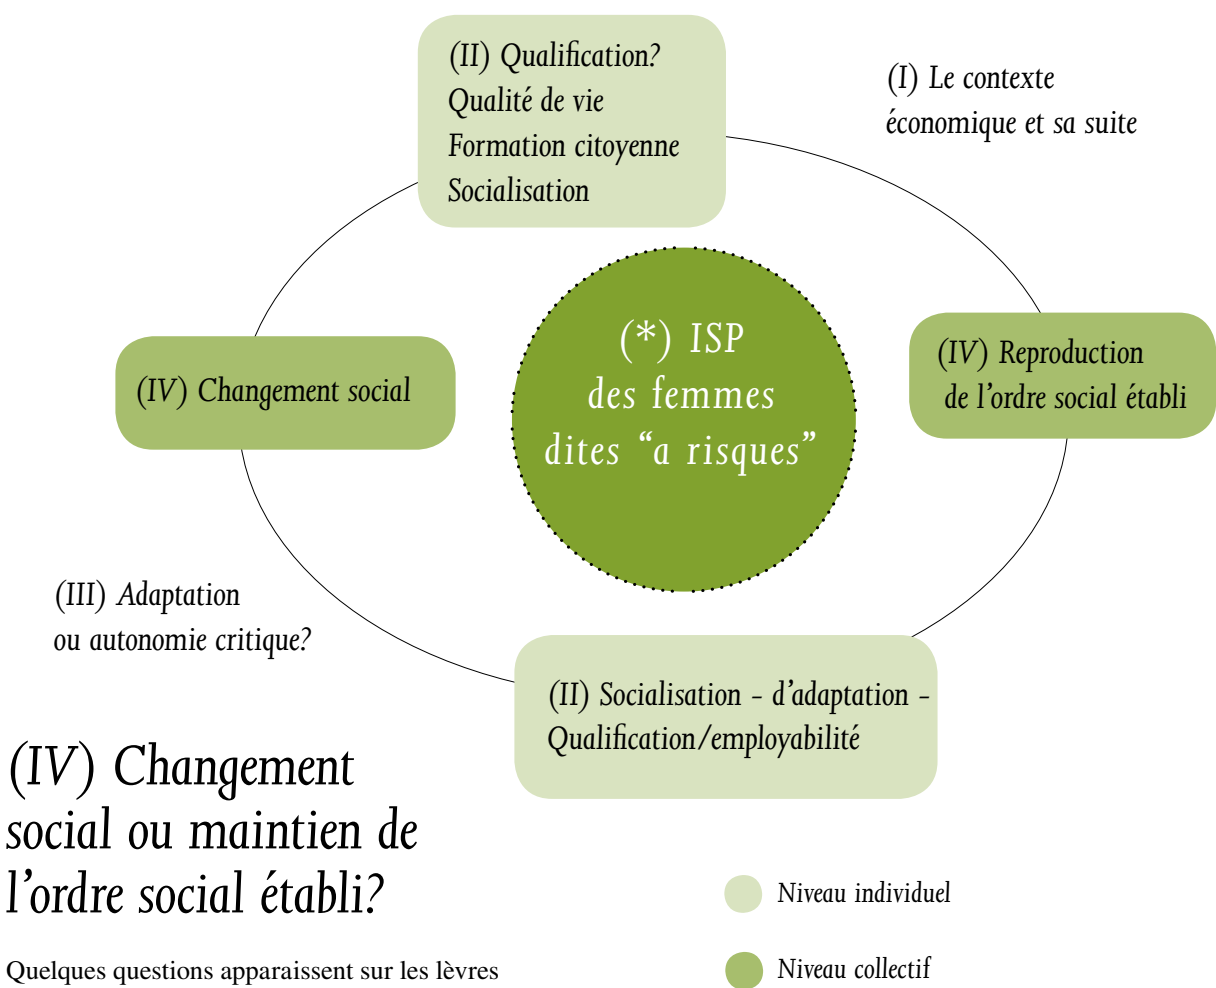 (II) Qualification?
Qualité de vie
Formation citoyenne
Socialisation
(I) Le contexte
économique et sa suite
(IV) Changement social
(*) ISP
des femmes
dites “a risques”
(IV) Reproduction
de l’ordre social établi
(III) Adaptation
ou autonomie critique?
(II) Socialisation – d’adaptation –
Qualification/employabilité
(IV) Changement
social ou maintien de
l’ordre social établi?
Niveau individuel
Niveau collectif
Quelques questions apparaissent sur les lèvres